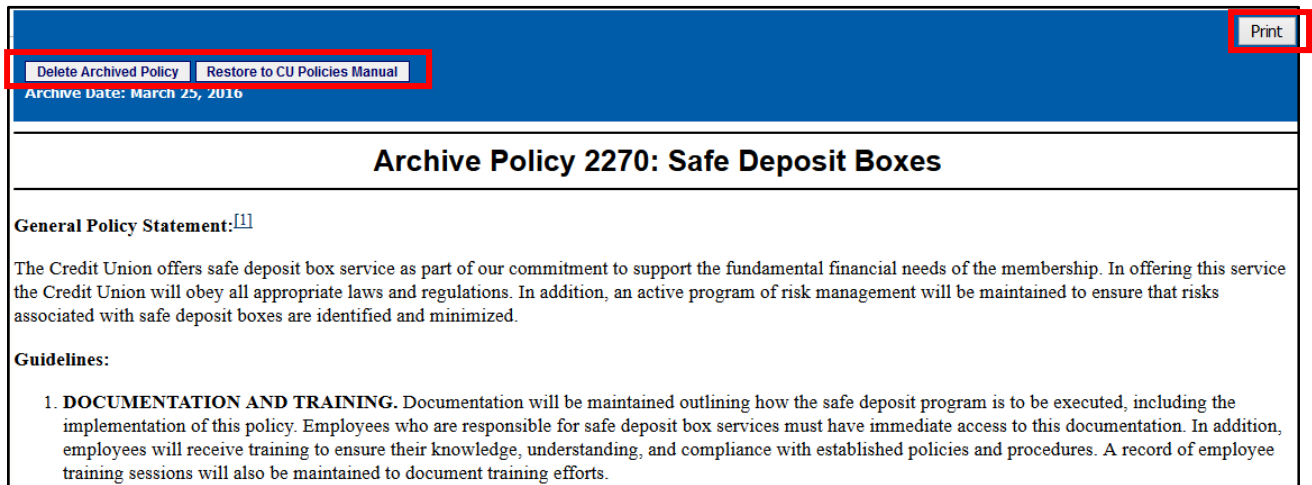 Print
Delete Archived Policy Restore to CU Policies Manual
Archive Date: March 25, 2016
Archive Policy 2270: Safe Deposit Boxes
General Policy Statement:[1]
The Credit Union offers safe deposit box service as part of our commitment to support the fundamental financial needs of the membership. In offering this service
the Credit Union will obey all appropriate laws and regulations. In addition, an active program of risk management will be maintained to ensure that risks
associated with safe deposit boxes are identified and minimized.
Guidelines:
1. DOCUMENTATION AND TRAINING. Documentation will be maintained outlining how the safe deposit program is to be executed, including the
implementation of this policy. Employees who are responsible for safe deposit box services must have immediate access to this documentation. In addition,
employees will receive training to ensure their knowledge, understanding, and compliance with established policies and procedures. A record of employee
training sessions will also be maintained to document training efforts.